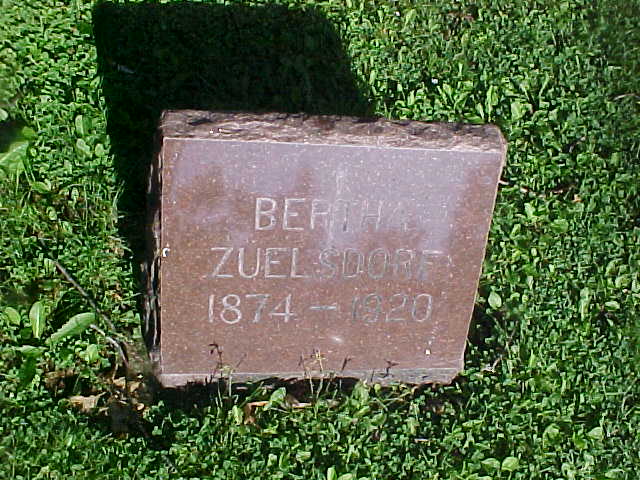 BERTHA
ZUELSDORF
1874 – 1920